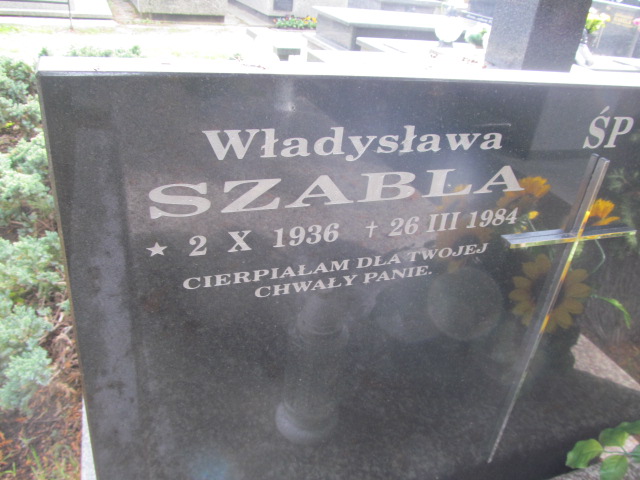 ŚP
Władysława
SZABLA
★ 2 X 1936 † 26 III 1984
CIERPIAŁAM DLA TWOJEJ
CHWAŁY PANIE.